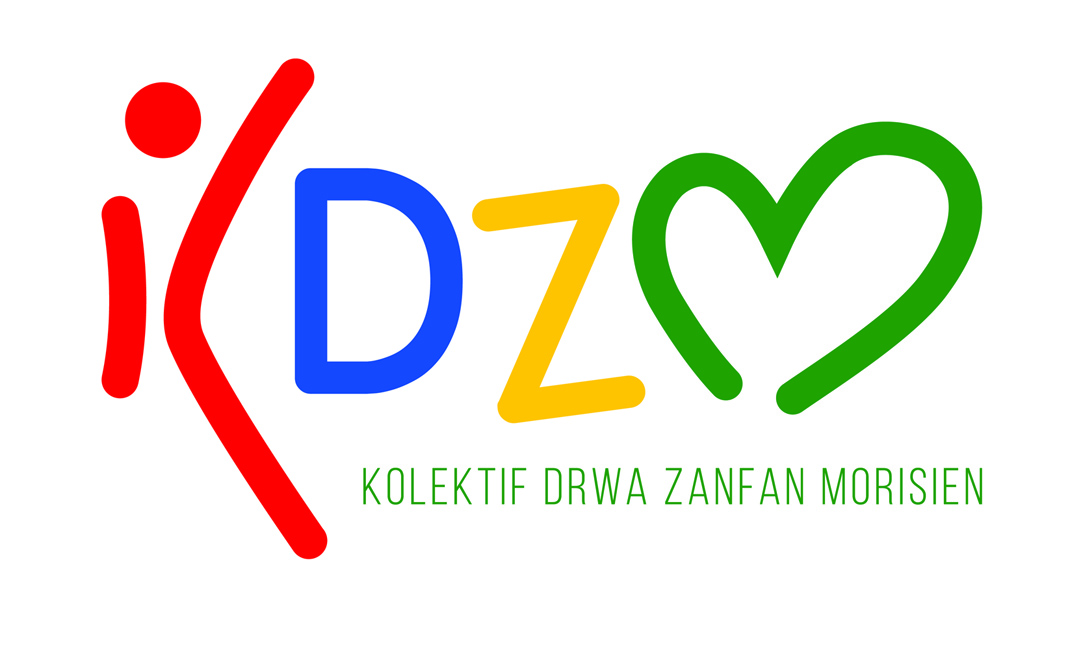 KDZM
KOLEKTIF DRWA ZANFAN MORISIEN